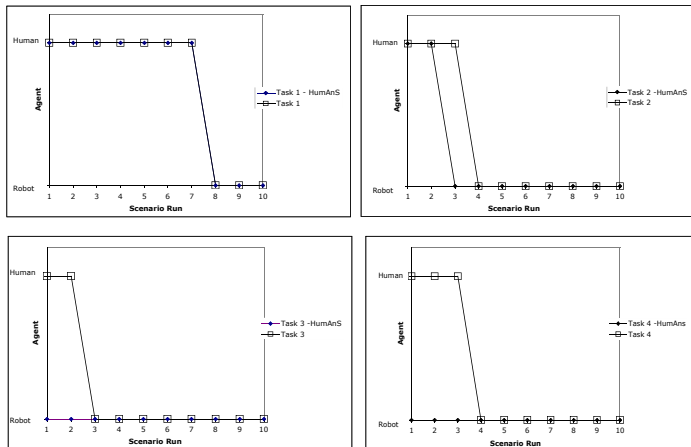 Human
Agent
Robot
1 2 3 4 5 6 7 8 9 10
Scenario Run
Task 1 - HumAnS
Task 1
Human
Agent
Robot
1 2 3 4 5 6 7 8 9 10
Scenario Run
Task 2 -HumAnS
Task 2
Human
Agent
Robot
1 2 3 4 5 6 7 8 9 10
Scenario Run
Task 3 -HumAnS
Task 3
Human
Agent
Robot
1 2 3 4 5 6 7 8 9 10
Scenario Run
Task 4 -HumAns
Task 4